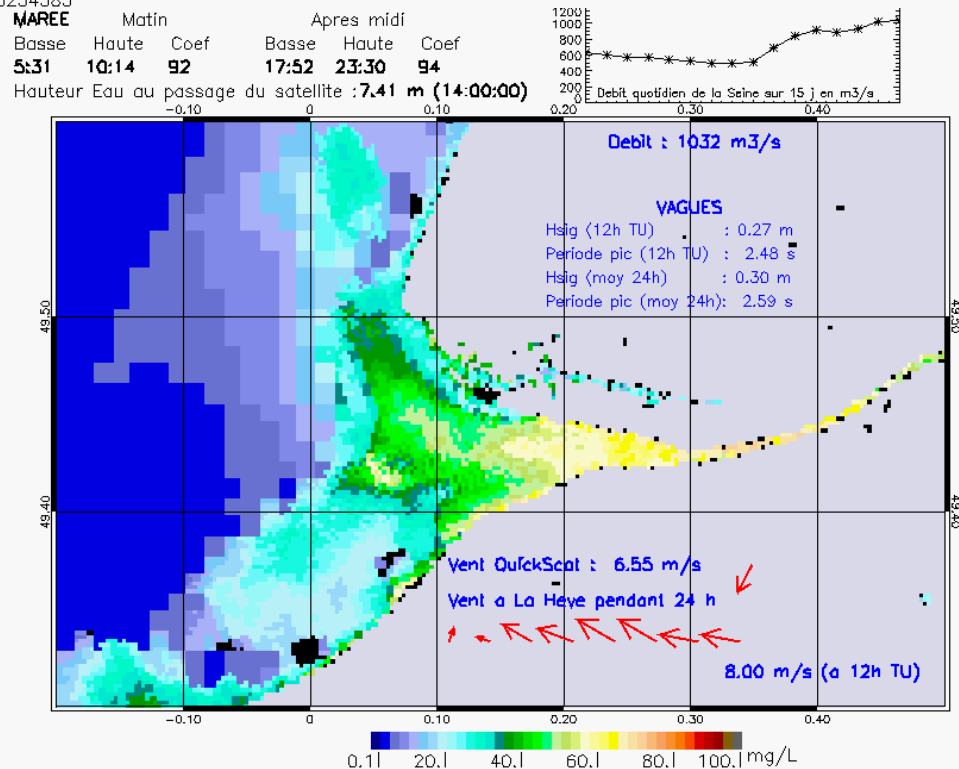 MAREE Matin Apres midi
Basse Haute Coef Basse Haute Coef
5:31 10:14 92 17:52 23:30 94
Hauteur Eau au passage du satellite :7.41 m (14:00:00)
1200
1000
800
600
400
200
0
Debit quotidien de la Seine sur 15 j en m3/s
-0.10 0 0.10 0.20 0.30 0.40
Debit : 1032 m3/s
VAGUES
Hsig (12h TU) : 0.27 m
Periode pic (12h TU) : 2.48 s
Hsig (moy 24h) : 0.30 m
Periode pic (moy 24h): 2.59 s
49.50 49.50
49.40 49.40
Vent QuickScat : 6.55 m/s
Vent a La Heve pendant 24 h
8.00 m/s (a 12h TU)
-0.10 0 0.10 0.20 0.30 0.40
0.1| 20.| 40.| 60.| 80.| 100.| mg/L